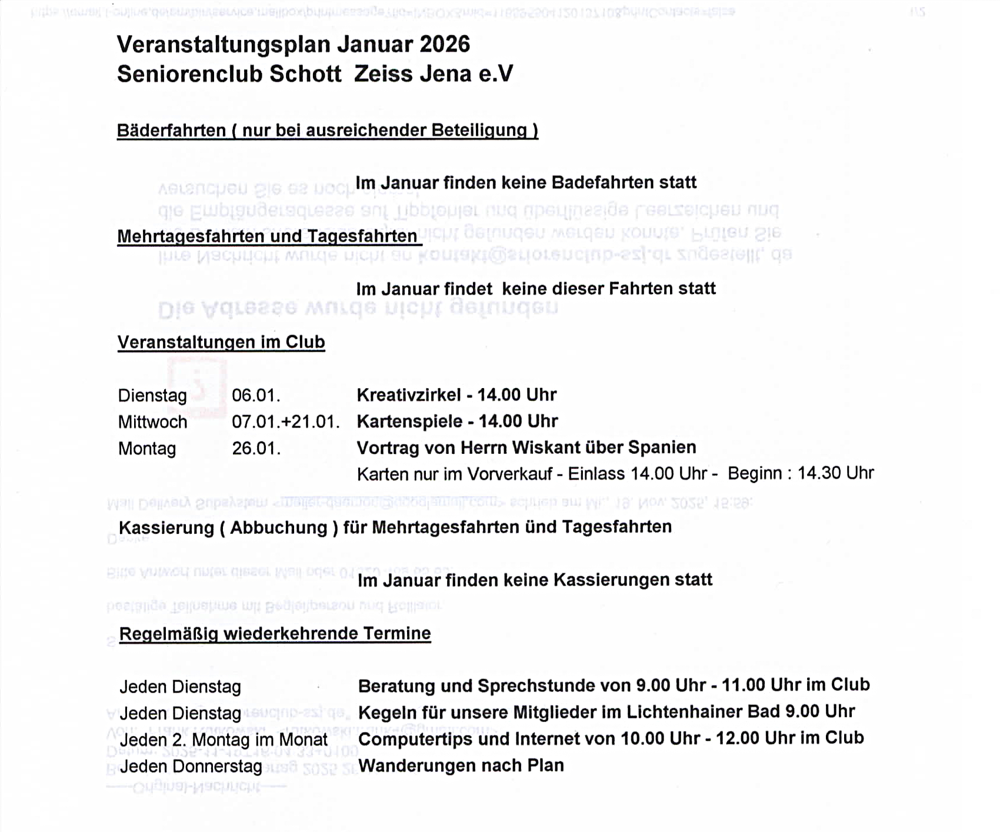 Veranstaltungsplan Januar 2026
Seniorenclub Schott Zeiss Jena e.V
Bäderfahrten ( nur bei ausreichender Beteiligung )
Im Januar finden keine Badefahrten statt
Mehrtagesfahrten und Tagesfahrten
Im Januar findet keine dieser Fahrten statt
Veranstaltungen im Club
Dienstag 06.01. Kreativzirkel - 14.00 Uhr
Mittwoch 07.01.+21.01. Kartenspiele - 14.00 Uhr
Montag 26.01. Vortrag von Herrn Wiskant über Spanien
Karten nur im Vorverkauf - Einlass 14.00 Uhr - Beginn : 14.30 Uhr
Kassierung ( Abbuchung ) für Mehrtagesfahrten ünd Tagesfahrten
Im Januar finden keine Kassierungen statt
Regelmäßig wiederkehrende Termine
Jeden Dienstag Beratung und Sprechstunde von 9.00 Uhr - 11.00 Uhr im Club
Jeden Dienstag Kegeln für unsere Mitglieder im Lichtenhainer Bad 9.00 Uhr
Jeden 2. Montag im Monat Computertips und Internet von 10.00 Uhr - 12.00 Uhr im Club
Jeden Donnerstag Wanderungen nach Plan